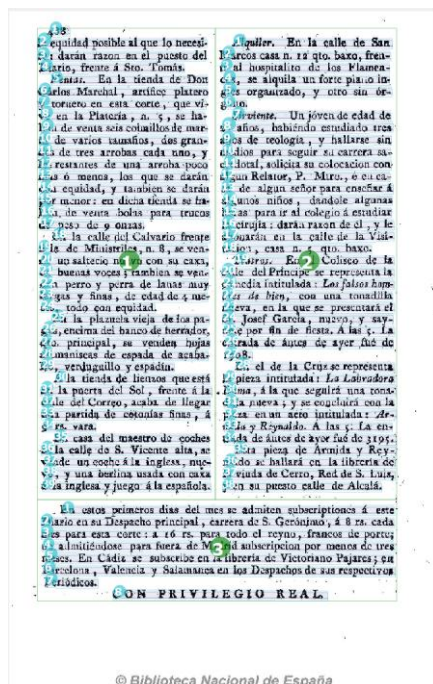 equidad posible al que lo necesi-
darán razon en el puesto del
frente á Sto. Tomás.
Ventas. En la tienda de Don
Marchal, artífice platero
tornero en esta corte, que vi-
en la Platería, n. 5, se ha-
de venta seis colmillos de mar-
de varios tamaños, dos gran-
de tres arrobas cada uno, y
restantes de una arroba poco
ó menos, los que se darán
equidad, y tambien se darán
por menor: en dicha tienda se ha-
de venta bolas para trucos
peso de 9 onzas.
la calle del Calvario frente
de Ministriles, n. 8, se ven-
un salterio con su caxa,
buenas voces; tambien se ven-
perro y perra de lanas muy
y finas, de edad de 4 me-
todo con equidad.
la plazuela vieja de los pa-
encima del banco de herrador,
principal, se venden hojas
de espada de acaba-
verduguillo y espadin.
la tienda de lienzos que está
la puerta del Sol, frente á la
del Correo, acaba de llegar
partida de cotonías finas, á
rs. vara.
casa del maestro de coches
la calle de S. Vicente alta, se
un coche á la inglesa, nue-
y una berlina usada con caxa
inglesa y juego á la española.
Alquiler. En la calle de San
Marcos casa n. 12 qto. baxo, fren-
al hospitalito de los Flamen-
se alquila un forte piano in-
organizado, y otro sin ór-
Sirviente. Un jóven de edad de
años, habiendo estudiado tres
de teología, y hallarse sin
para seguir su carrera sa-
solicita su colocacion con
Relator, P. Mtro., ó en ca-
de algun señor para enseñar á
niños, dandole algunas
para ir al colegio á estudiar
cirujía: darán razon de él, y le
en la calle de la Visi-
casa n. qto. baxo.
Teatros. En Coliseo de la
del Príncipe se representa la
comedia intitulada: Los falsos hom-
de bien, con una tonadilla
nueva, en la que se presentará el
Josef García, nuevo, y say-
por fin de fiesta. A las 5. La
entrada de ántes de ayer fué de
el de la Cruz se representa
pieza intitulada: La Labradora
á la que seguirá una tona-
nueva; y se concluirá con la
en un acto intitulada: Ar-
y Reynaldo. A las 5: La en-
de ántes de ayer fué de 3195.
pieza de Armida y Rey-
se hallará en la librería de
viuda de Cerro, Red de S. Luis,
en su puesto calle de Alcalá.
En estos primeros dias del mes se admiten subscripciones á este
Diario en su Despacho principal, carrera de S. Gerónimo, á 8 rs. cada
mes para esta corte: á 16 rs. para todo el reyno, francos de porte;
admitiéndose para fuera de subscripcion por menos de tres
meses. En Cádiz se subscribe en la librería de Victoriano Pajares; en
Barcelona, Valencia y Salamanca en los Despachos de sus respectivos
Periódicos.
CON PRIVILEGIO REAL.
© Biblioteca Nacional de España